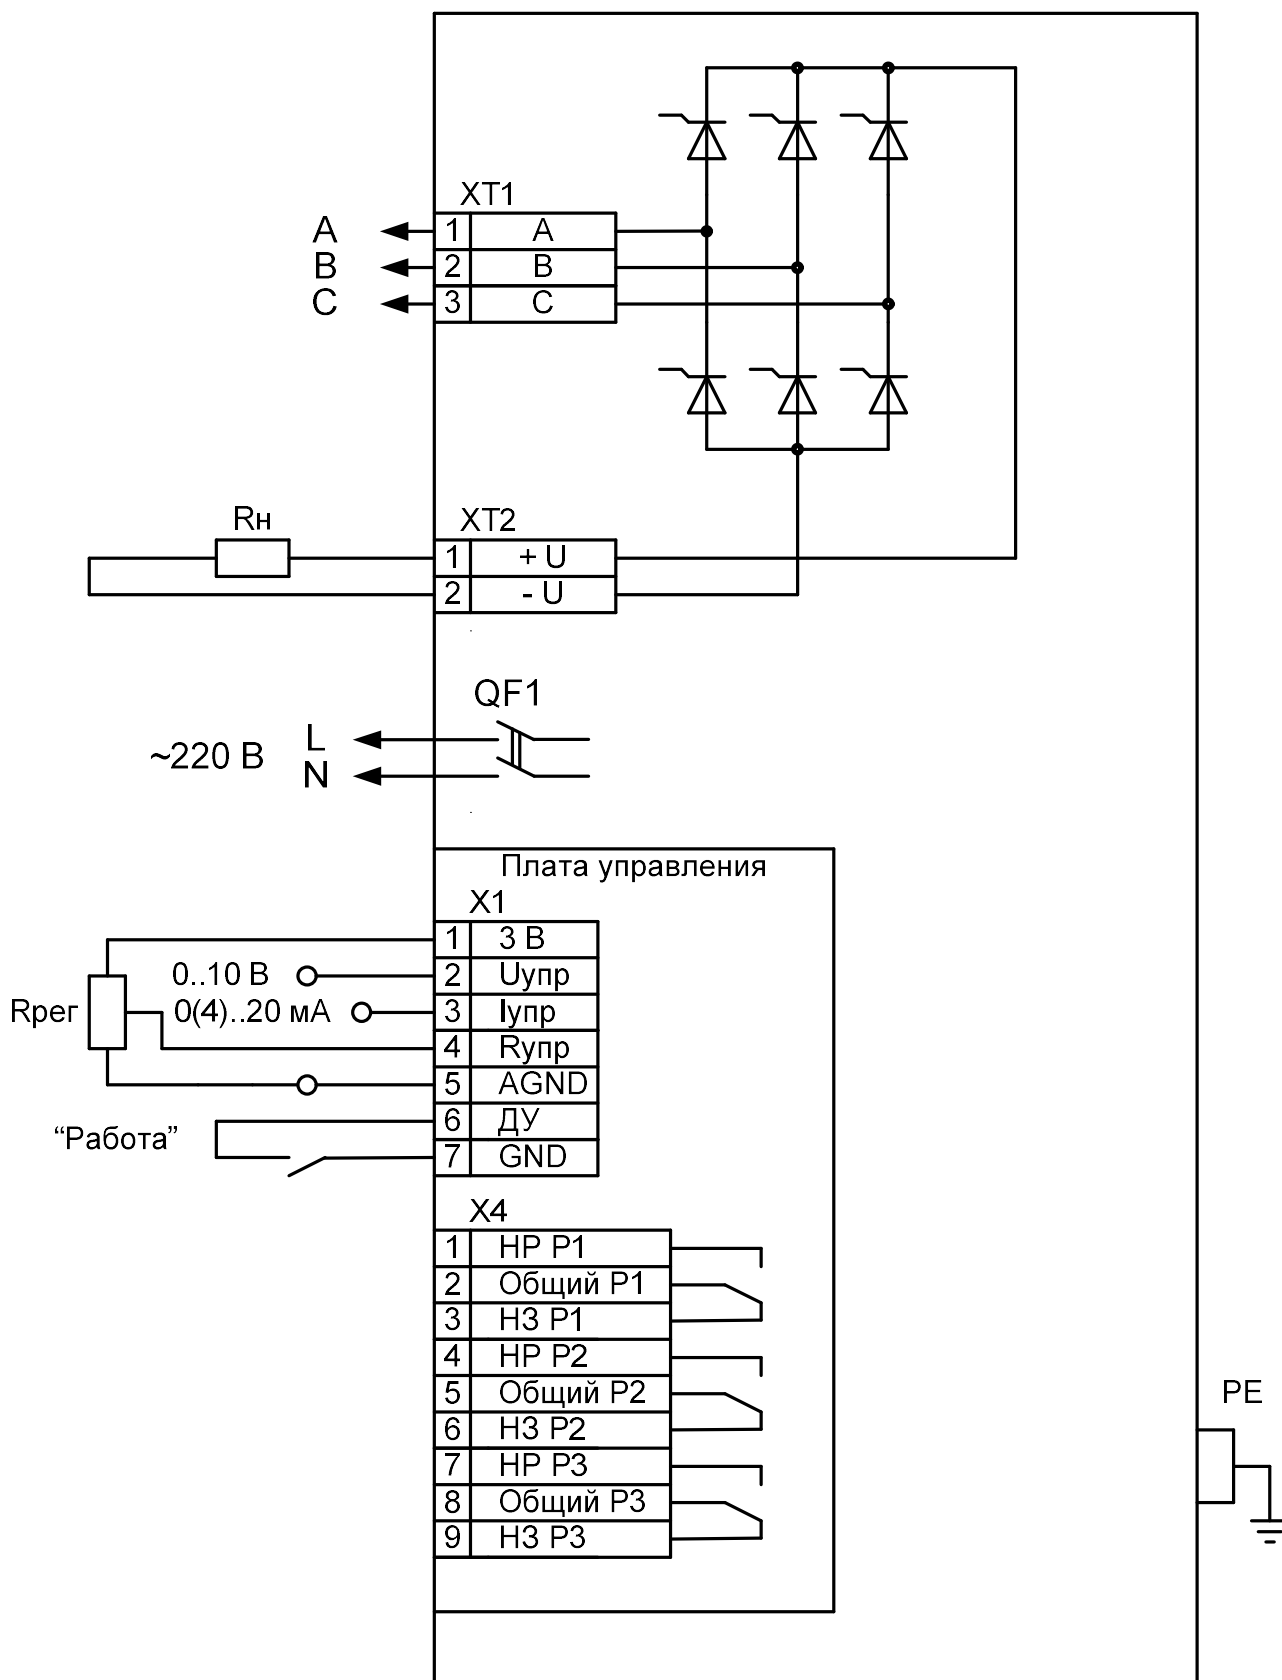 XT1
A 1 A
B 2 B
C 3 C
Rн
XT2
1 + U
2 - U
QF1
~220 В
L
N
Плата управления
X1
1 3 В
0..10 В 2 Uупр
Rрег 0(4)..20 мА 3 Iупр
4 Rупр
5 AGND
6 ДУ
“Работа”
7 GND
X4
1 НР Р1
2 Общий Р1
3 НЗ Р1
4 НР Р2
5 Общий Р2
6 НЗ Р2
7 НР Р3
8 Общий Р3
9 НЗ Р3
PE